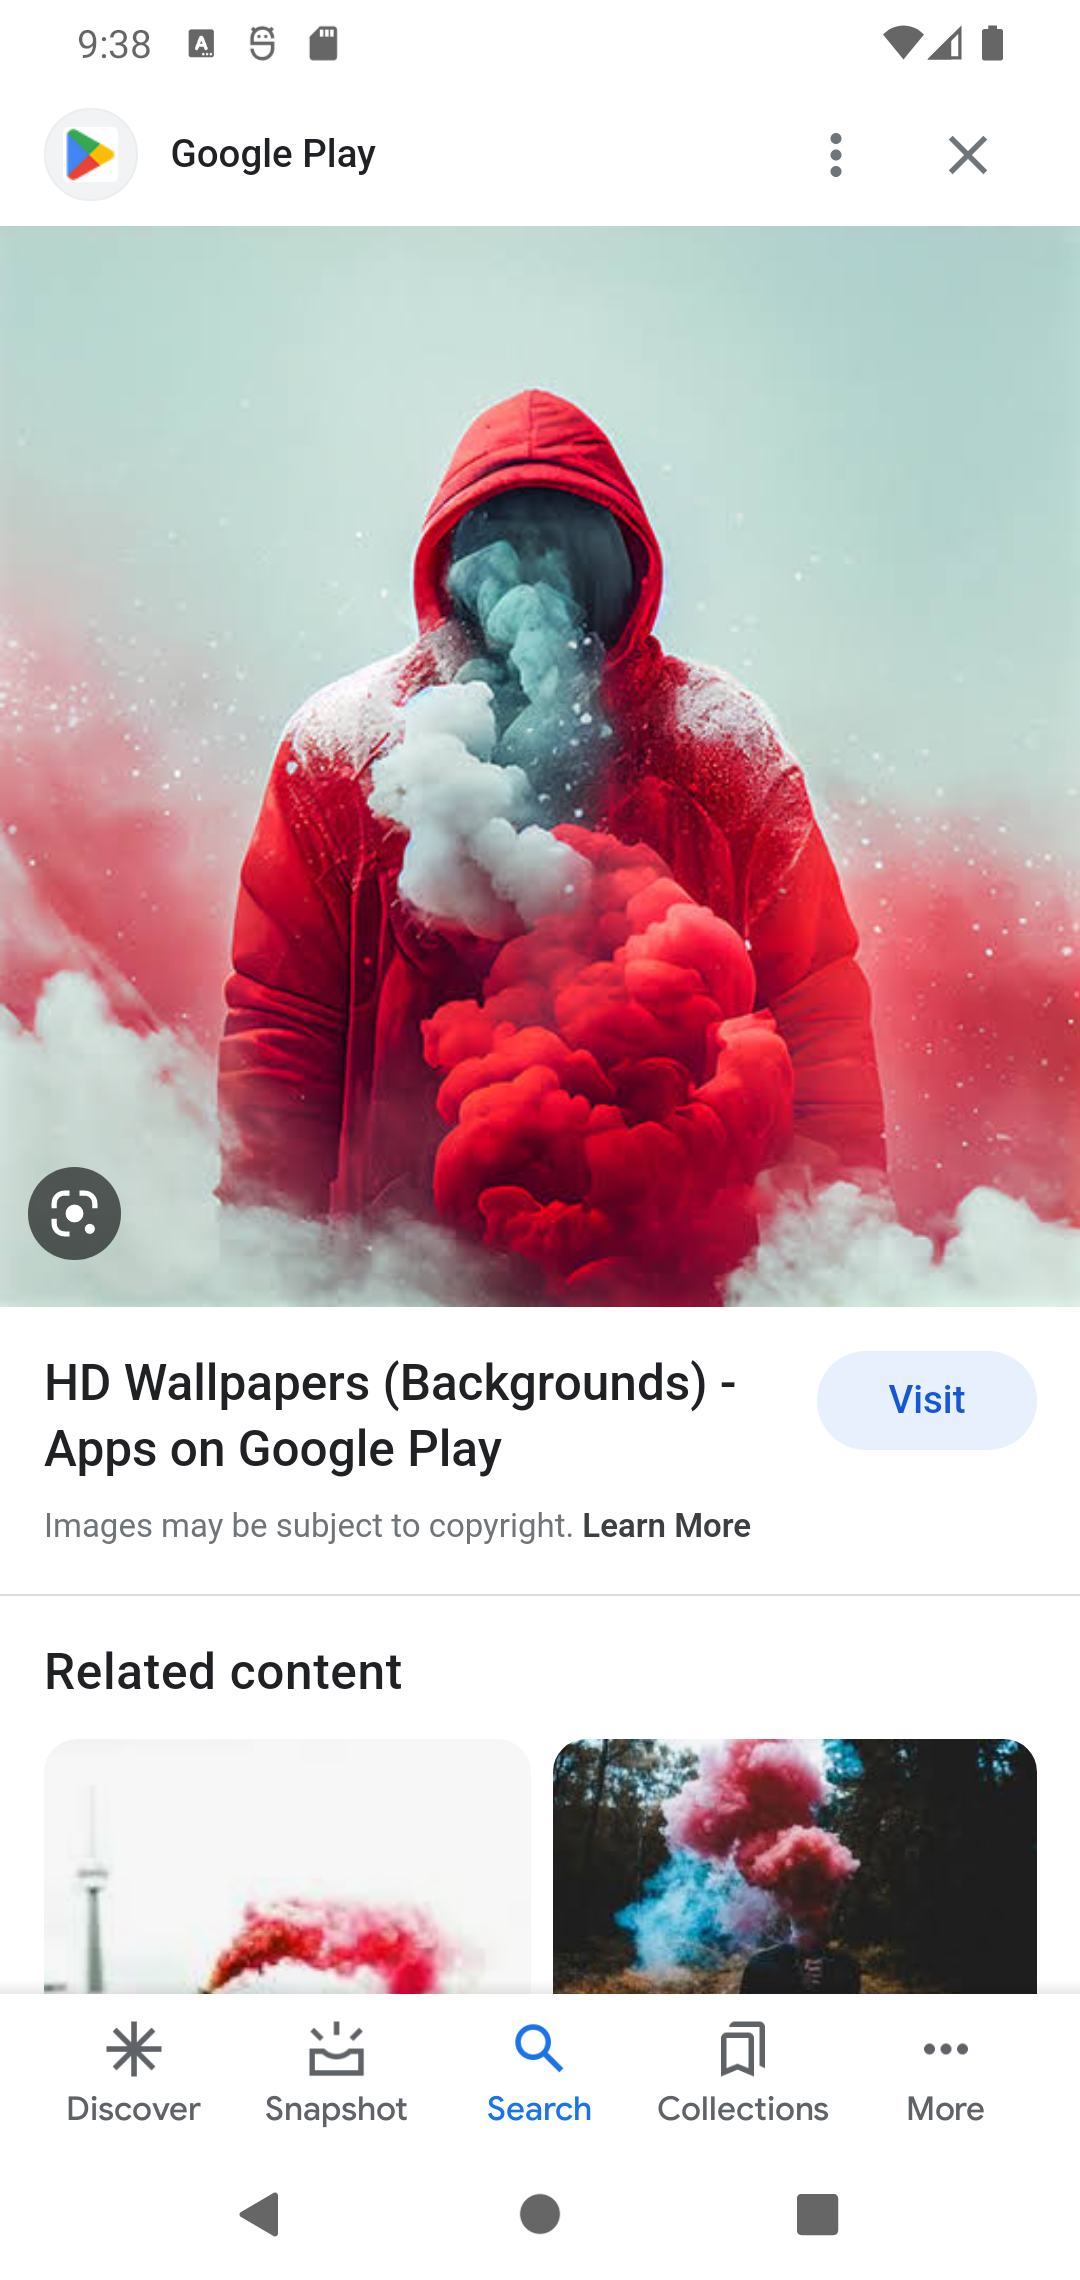 9:38
Google Play
HD Wallpapers (Backgrounds) -
Apps on Google Play
Visit
Images may be subject to copyright. Learn More
Related content
Discover
Snapshot
Search
Collections
More